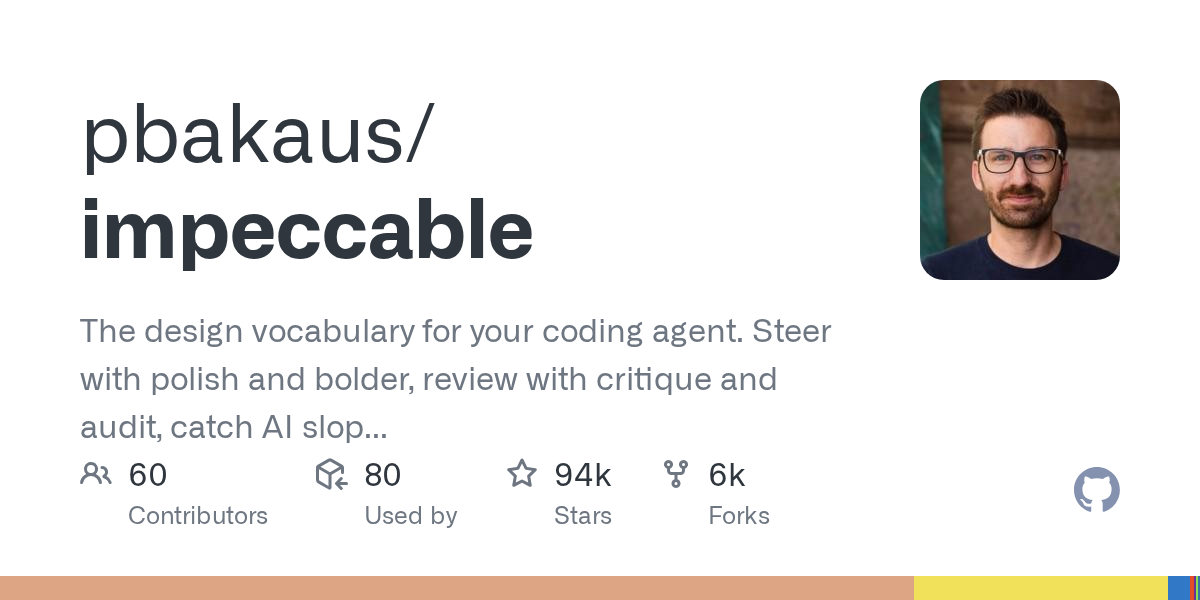 pbakaus/
impeccable
The design vocabulary for your coding agent. Steer
with polish and bolder, review with critique and
audit, catch AI slop...
60 80 94k 6k
Contributors Used by Stars Forks